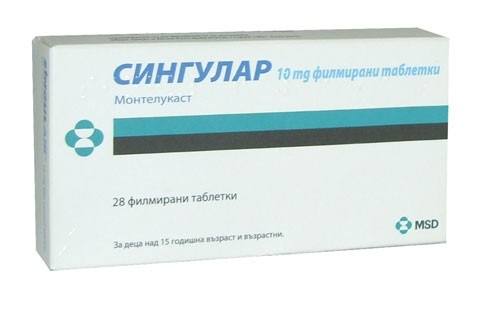 СИНГУЛАР 10 mg филмирани таблетки
Монтелукаст
28 филмирани таблетки
За деца над 15 годишна възраст и възрастни.
MSD